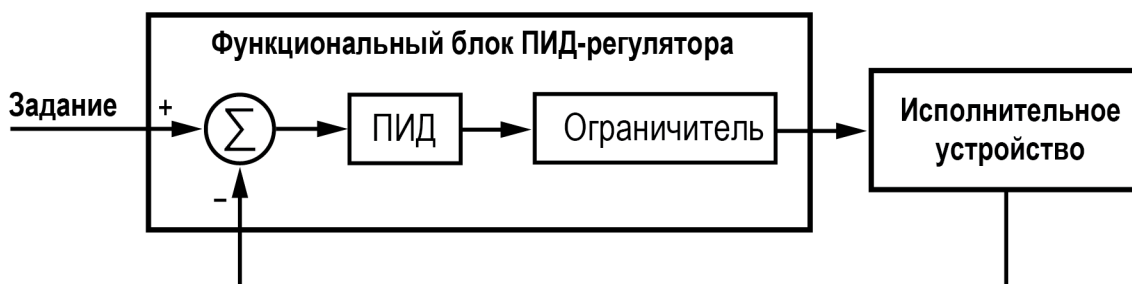 Функциональный блок ПИД-регулятора
Задание
+
Σ
ПИД
Ограничитель
Исполнительное
устройство
–